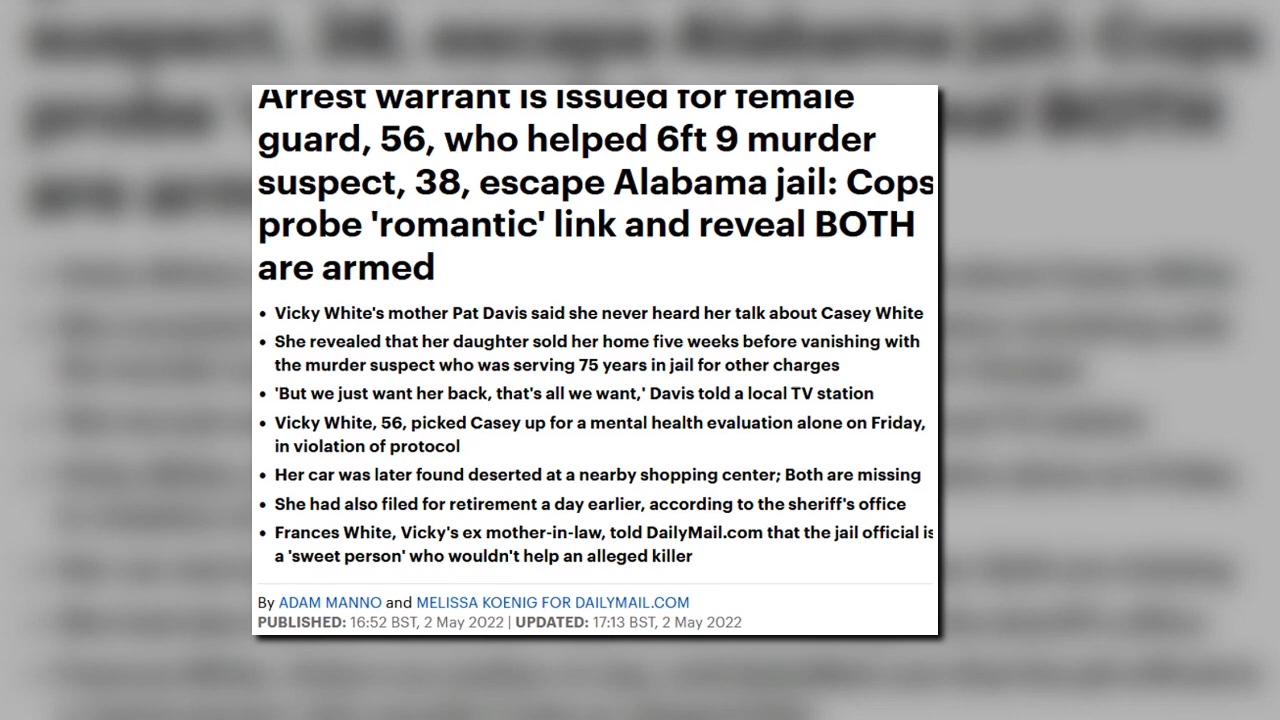 Arrest warrant is issued for female
guard, 56, who helped 6ft 9 murder
suspect, 38, escape Alabama jail: Cops
probe 'romantic' link and reveal BOTH
are armed
• Vicky White's mother Pat Davis said she never heard her talk about Casey White
• She revealed that her daughter sold her home five weeks before vanishing with
the murder suspect who was serving 75 years in jail for other charges
• 'But we just want her back, that's all we want,' Davis told a local TV station
• Vicky White, 56, picked Casey up for a mental health evaluation alone on Friday,
in violation of protocol
• Her car was later found deserted at a nearby shopping center; Both are missing
• She had also filed for retirement a day earlier, according to the sheriff's office
• Frances White, Vicky's ex mother-in-law, told DailyMail.com that the jail official is
a 'sweet person' who wouldn't help an alleged killer
By ADAM MANNO and MELISSA KOENIG FOR DAILYMAIL.COM
PUBLISHED: 16:52 BST, 2 May 2022 | UPDATED: 17:13 BST, 2 May 2022